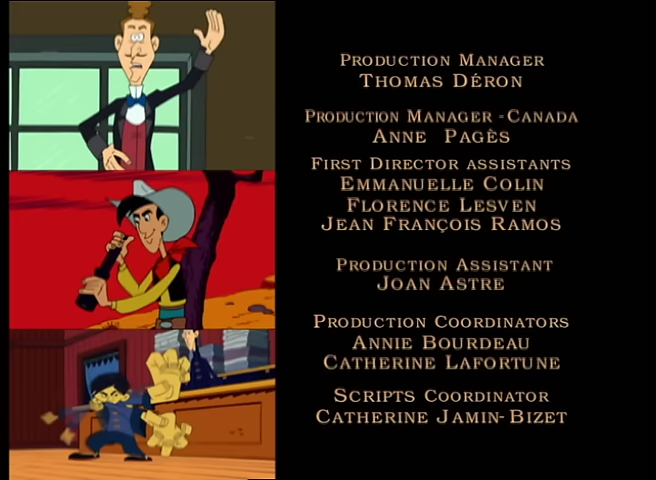 PRODUCTION MANAGER
THOMAS DÉRON
PRODUCTION MANAGER - CANADA
ANNE PAGÈS
FIRST DIRECTOR ASSISTANTS
EMMANUELLE COLIN
FLORENCE LESVEN
JEAN FRANÇOIS RAMOS
PRODUCTION ASSISTANT
JOAN ASTRE
PRODUCTION COORDINATORS
ANNIE BOURDEAU
CATHERINE LAFORTUNE
SCRIPTS COORDINATOR
CATHERINE JAMIN-BIZET